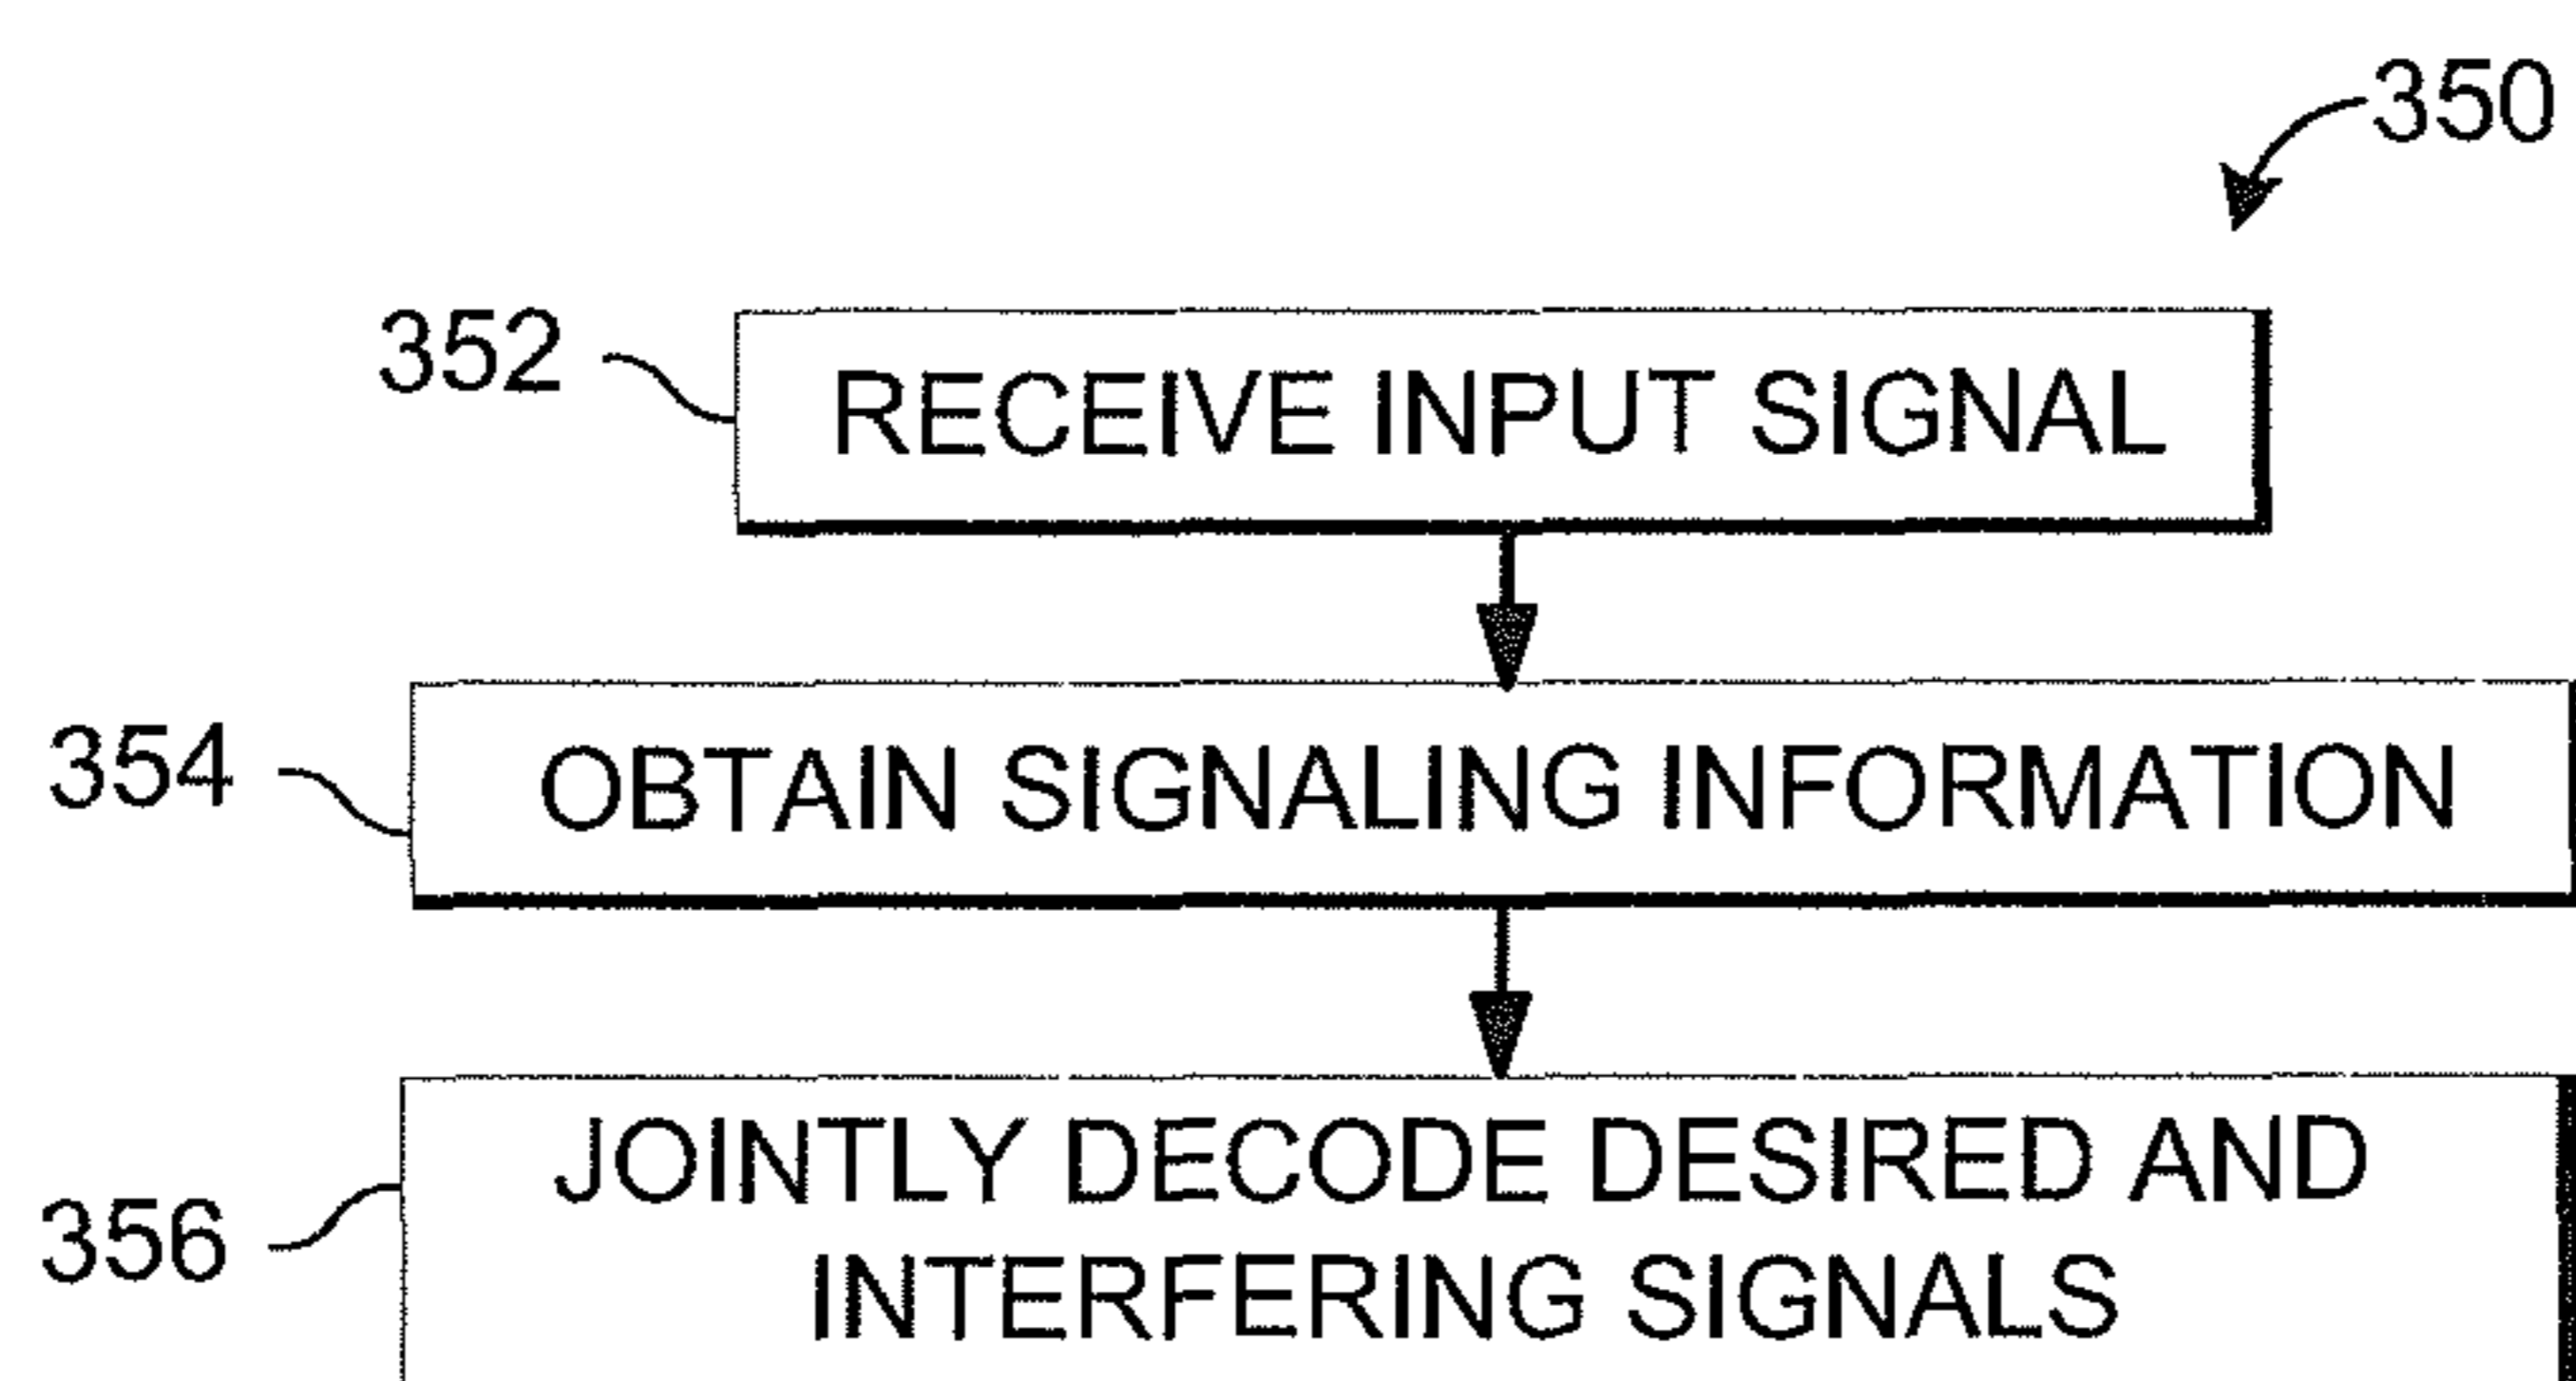 350
352
RECEIVE INPUT SIGNAL
354
OBTAIN SIGNALING INFORMATION
356
JOINTLY DECODE DESIRED AND
INTERFERING SIGNALS